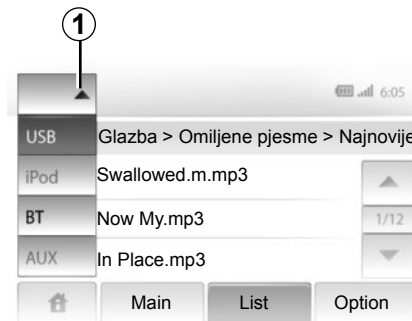 1
6:05
USB Glazba > Omiljene pjesme > Najnovije
iPod Swallowed.m.mp3
BT Now My.mp3 1/12
AUX In Place.mp3
Main List Option